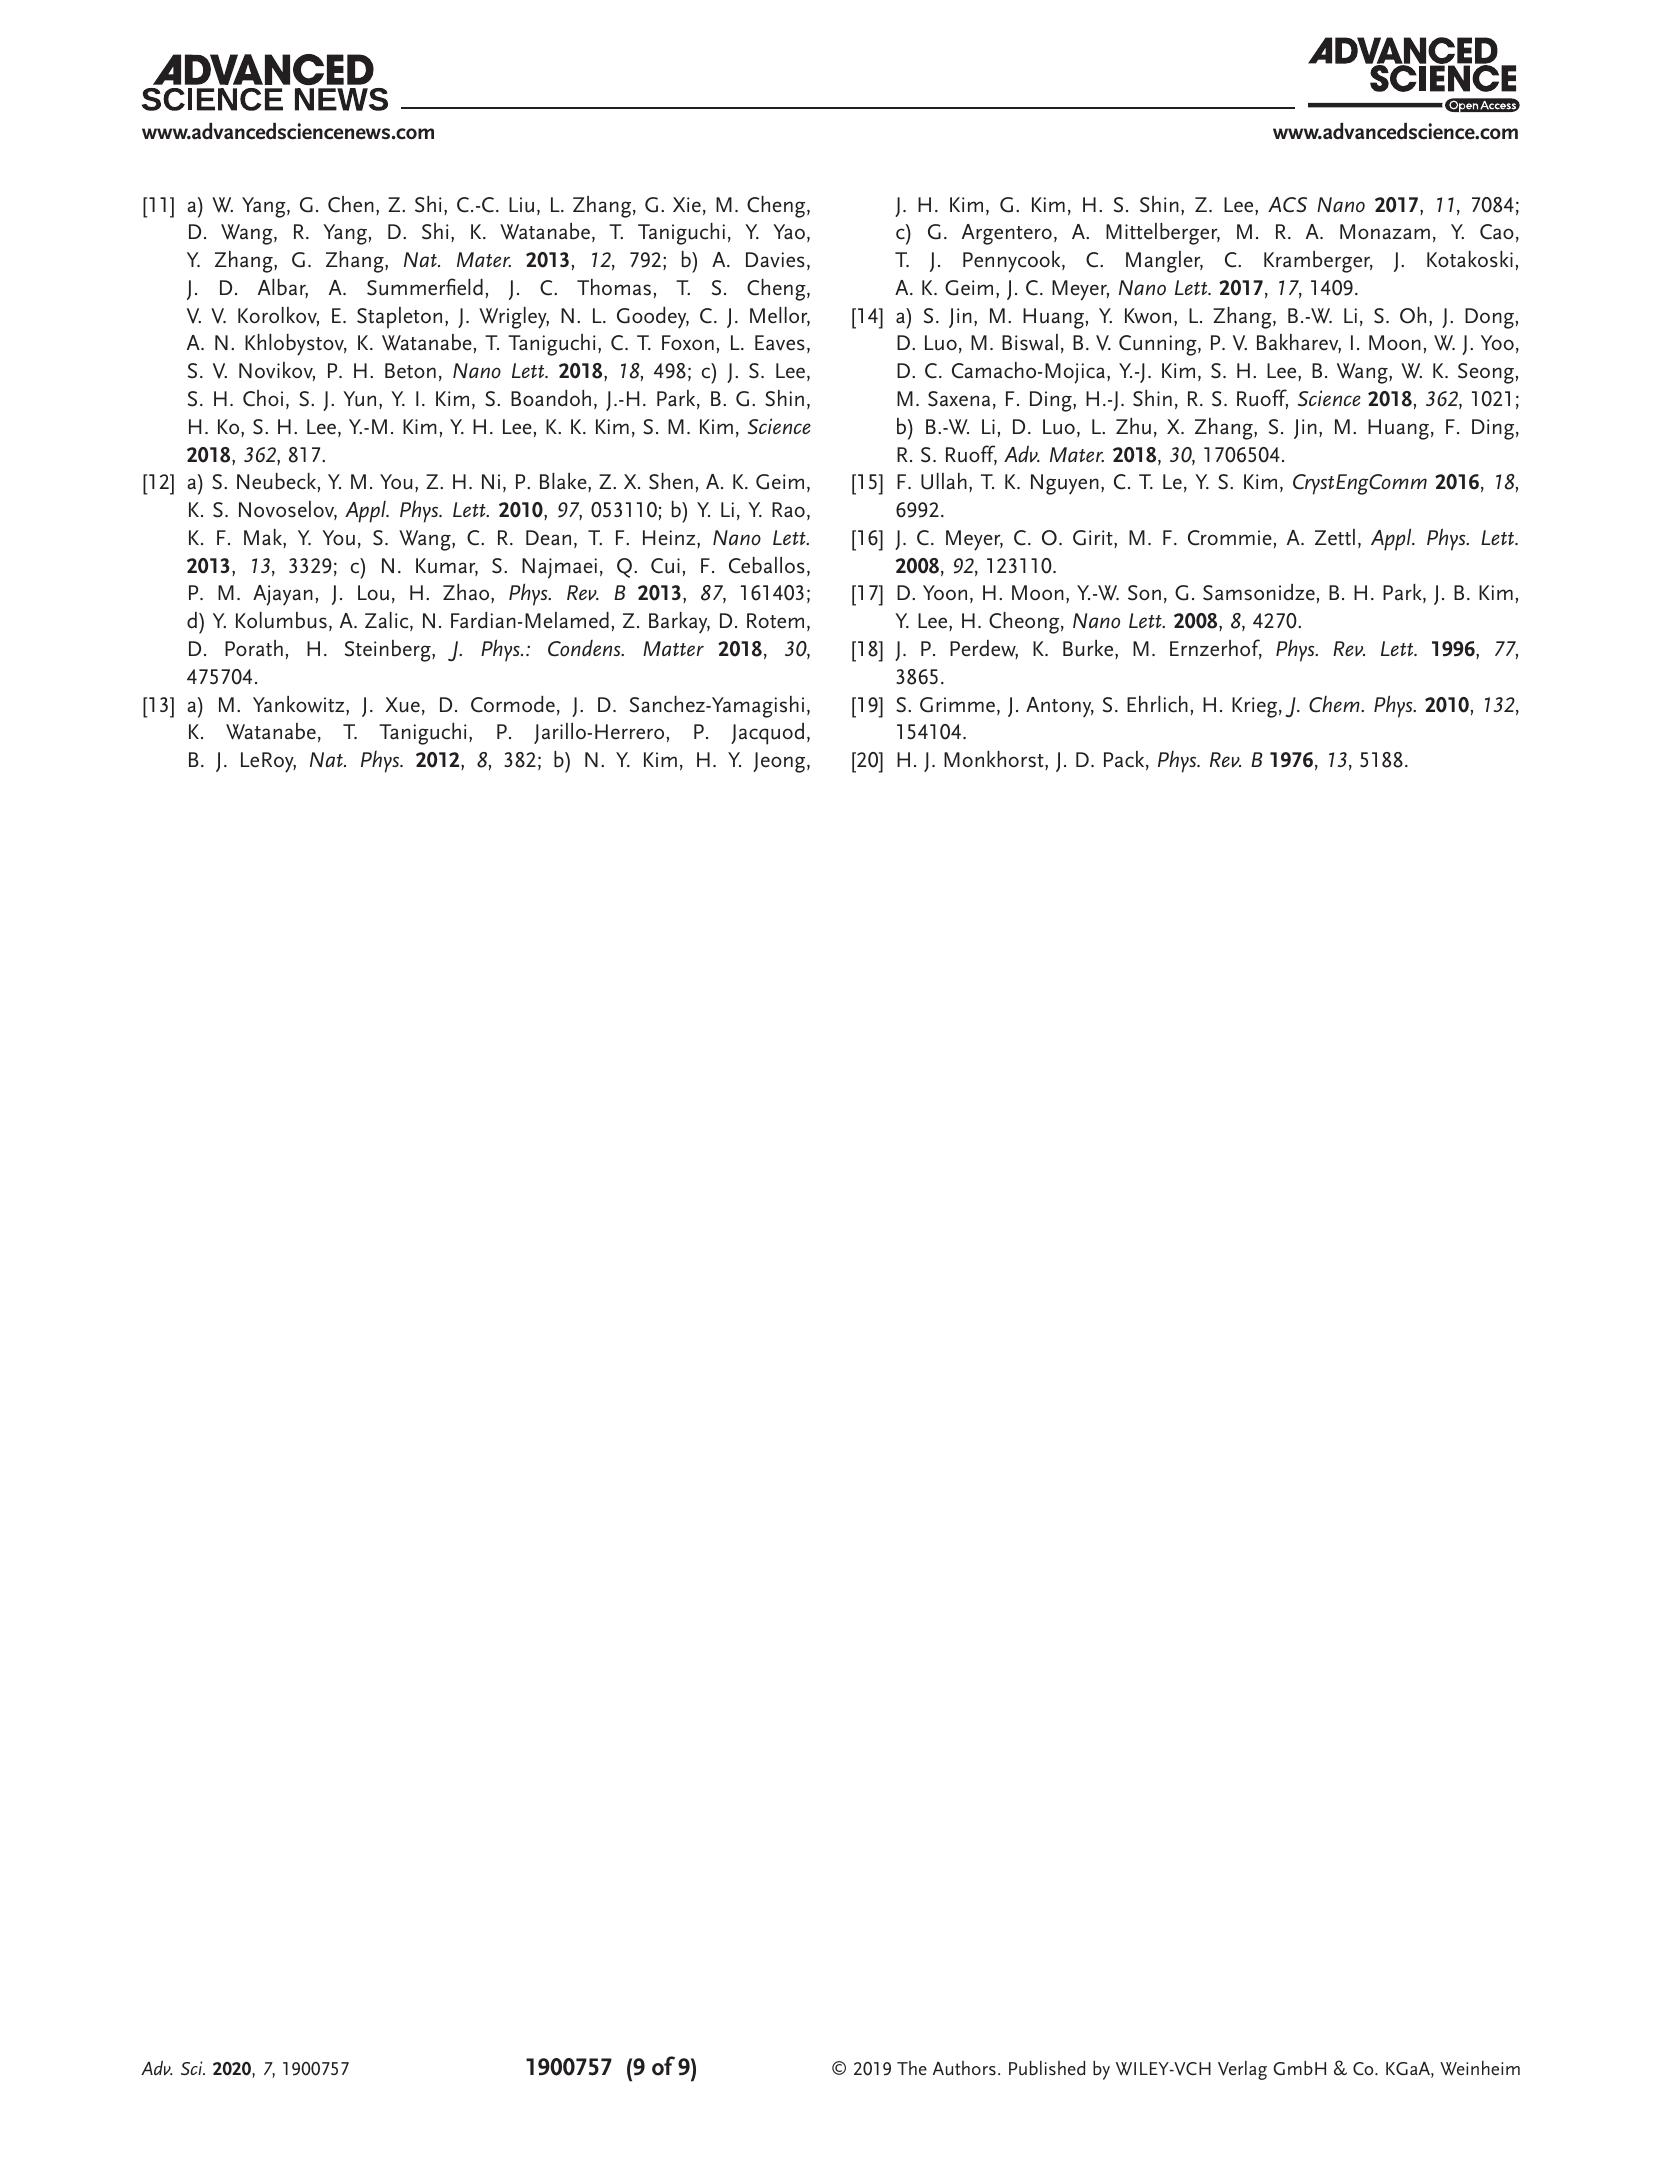 ADVANCED
SCIENCE NEWS
www.advancedsciencenews.com
ADVANCED
SCIENCE
Open Access
www.advancedscience.com
[11] a) W. Yang, G. Chen, Z. Shi, C.-C. Liu, L. Zhang, G. Xie, M. Cheng,
D. Wang, R. Yang, D. Shi, K. Watanabe, T. Taniguchi, Y. Yao,
Y. Zhang, G. Zhang, Nat. Mater. 2013, 12, 792; b) A. Davies,
J. D. Albar, A. Summerfield, J. C. Thomas, T. S. Cheng,
V. V. Korolkov, E. Stapleton, J. Wrigley, N. L. Goodey, C. J. Mellor,
A. N. Khlobystov, K. Watanabe, T. Taniguchi, C. T. Foxon, L. Eaves,
S. V. Novikov, P. H. Beton, Nano Lett. 2018, 18, 498; c) J. S. Lee,
S. H. Choi, S. J. Yun, Y. I. Kim, S. Boandoh, J.-H. Park, B. G. Shin,
H. Ko, S. H. Lee, Y.-M. Kim, Y. H. Lee, K. K. Kim, S. M. Kim, Science
2018, 362, 817.
[12] a) S. Neubeck, Y. M. You, Z. H. Ni, P. Blake, Z. X. Shen, A. K. Geim,
K. S. Novoselov, Appl. Phys. Lett. 2010, 97, 053110; b) Y. Li, Y. Rao,
K. F. Mak, Y. You, S. Wang, C. R. Dean, T. F. Heinz, Nano Lett.
2013, 13, 3329; c) N. Kumar, S. Najmaei, Q. Cui, F. Ceballos,
P. M. Ajayan, J. Lou, H. Zhao, Phys. Rev. B 2013, 87, 161403;
d) Y. Kolumbus, A. Zalic, N. Fardian-Melamed, Z. Barkay, D. Rotem,
D. Porath, H. Steinberg, J. Phys.: Condens. Matter 2018, 30,
475704.
[13] a) M. Yankowitz, J. Xue, D. Cormode, J. D. Sanchez-Yamagishi,
K. Watanabe, T. Taniguchi, P. Jarillo-Herrero, P. Jacquod,
B. J. LeRoy, Nat. Phys. 2012, 8, 382; b) N. Y. Kim, H. Y. Jeong,
J. H. Kim, G. Kim, H. S. Shin, Z. Lee, ACS Nano 2017, 11, 7084;
c) G. Argentero, A. Mittelberger, M. R. A. Monazam, Y. Cao,
T. J. Pennycook, C. Mangler, C. Kramberger, J. Kotakoski,
A. K. Geim, J. C. Meyer, Nano Lett. 2017, 17, 1409.
[14] a) S. Jin, M. Huang, Y. Kwon, L. Zhang, B.-W. Li, S. Oh, J. Dong,
D. Luo, M. Biswal, B. V. Cunning, P. V. Bakharev, I. Moon, W. J. Yoo,
D. C. Camacho-Mojica, Y.-J. Kim, S. H. Lee, B. Wang, W. K. Seong,
M. Saxena, F. Ding, H.-J. Shin, R. S. Ruoff, Science 2018, 362, 1021;
b) B.-W. Li, D. Luo, L. Zhu, X. Zhang, S. Jin, M. Huang, F. Ding,
R. S. Ruoff, Adv. Mater. 2018, 30, 1706504.
[15] F. Ullah, T. K. Nguyen, C. T. Le, Y. S. Kim, CrystEngComm 2016, 18,
6992.
[16] J. C. Meyer, C. O. Girit, M. F. Crommie, A. Zettl, Appl. Phys. Lett.
2008, 92, 123110.
[17] D. Yoon, H. Moon, Y.-W. Son, G. Samsonidze, B. H. Park, J. B. Kim,
Y. Lee, H. Cheong, Nano Lett. 2008, 8, 4270.
[18] J. P. Perdew, K. Burke, M. Ernzerhof, Phys. Rev. Lett. 1996, 77,
3865.
[19] S. Grimme, J. Antony, S. Ehrlich, H. Krieg, J. Chem. Phys. 2010, 132,
154104.
[20] H. J. Monkhorst, J. D. Pack, Phys. Rev. B 1976, 13, 5188.
Adv. Sci. 2020, 7, 1900757
1900757 (9 of 9)
© 2019 The Authors. Published by WILEY-VCH Verlag GmbH & Co. KGaA, Weinheim